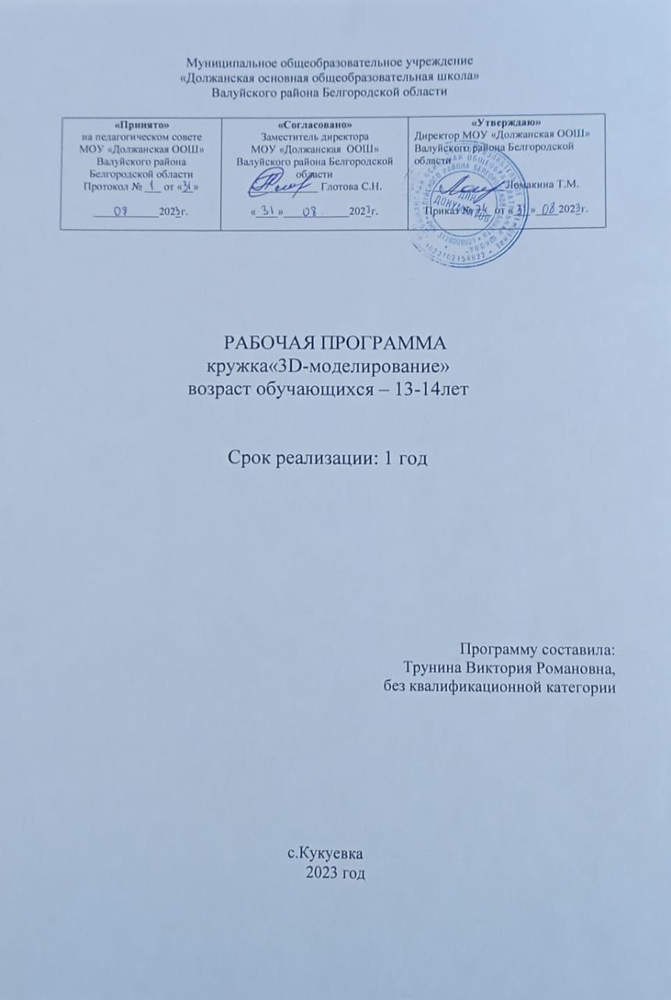 Муниципальное общеобразовательное учреждение
«Должанская основная общеобразовательная школа»
Валуйского района Белгородской области
«Принято»
на педагогическом совете
МОУ «Должанская ООШ»
Валуйского района
Белгородской области
Протокол № 1 от «31»
08 2023г.
«Согласовано»
Заместитель директора
МОУ «Должанская ООШ»
Валуйского района Белгородской
области
Глотова С.Н.
«31» 08 2023г.
«Утверждаю»
Директор МОУ «Должанская ООШ»
Валуйского района Белгородской
области
Ломакина Т.М.
Приказ № 74 от «31» 08 2023г.
ДЛЯ
ДОКУМЕНТОВ
РАБОЧАЯ ПРОГРАММА
кружка«3D-моделирование»
возраст обучающихся – 13-14лет
Срок реализации: 1 год
Программу составила:
Трунина Виктория Романовна,
без квалификационной категории
с.Кукуевка
2023 год